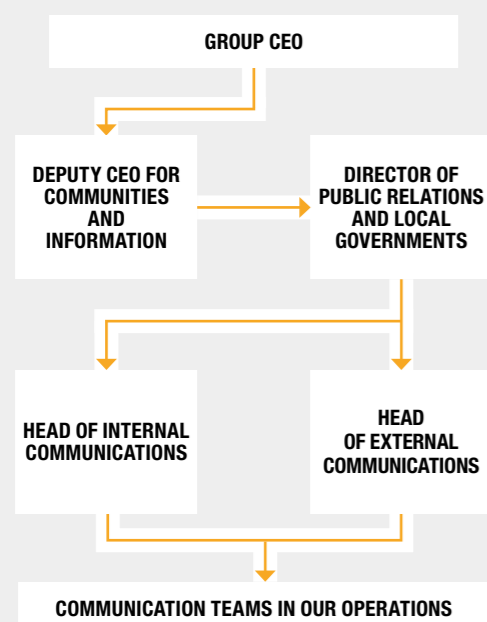 GROUP CEO
DEPUTY CEO FOR
COMMUNITIES
AND
INFORMATION
DIRECTOR OF
PUBLIC RELATIONS
AND LOCAL
GOVERNMENTS
HEAD OF INTERNAL
COMMUNICATIONS
HEAD
OF EXTERNAL
COMMUNICATIONS
COMMUNICATION TEAMS IN OUR OPERATIONS